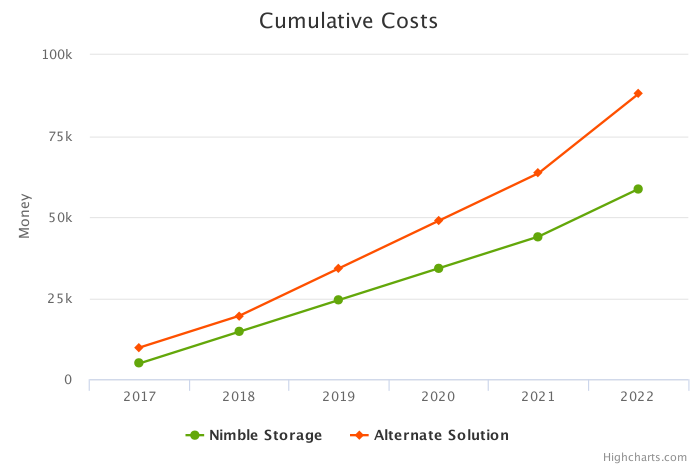 Cumulative Costs
100k
75k
50k
25k
0
Money
2017 2018 2019 2020 2021 2022
Nimble Storage Alternate Solution
Highcharts.com